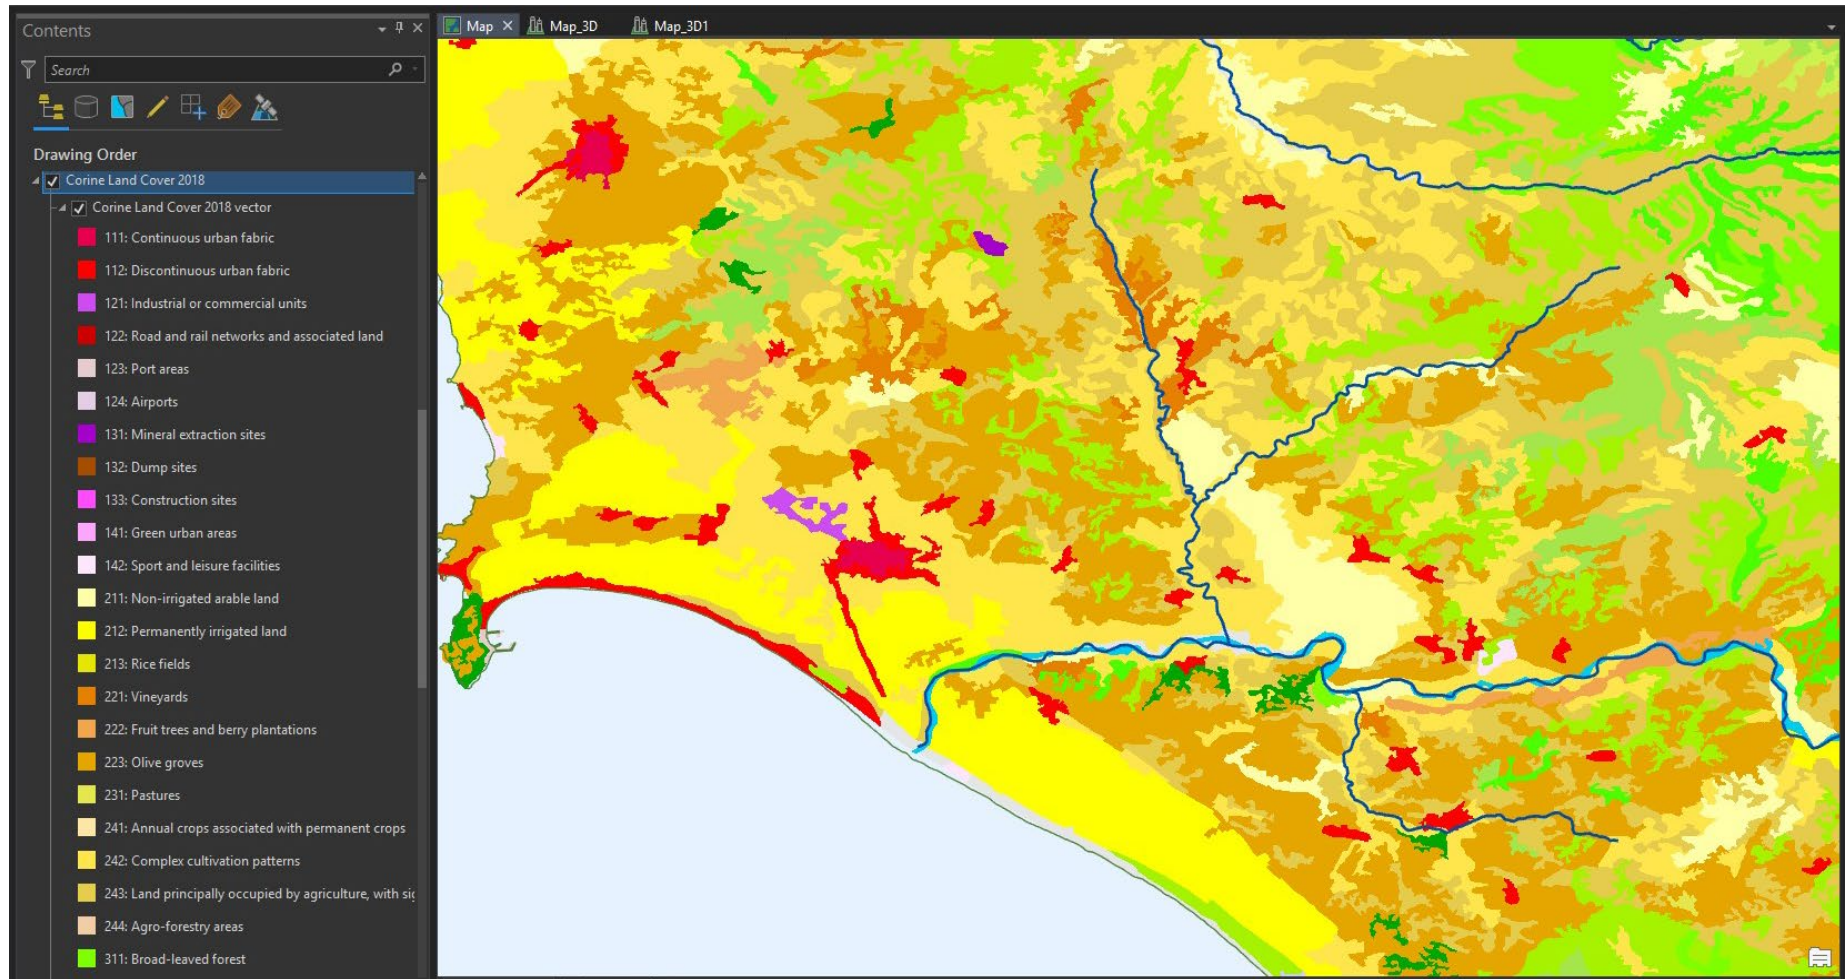 Contents
Map
Map_3D
Map_3D1
Search
Drawing Order
Corine Land Cover 2018
Corine Land Cover 2018 vector
111: Continuous urban fabric
112: Discontinuous urban fabric
121: Industrial or commercial units
122: Road and rail networks and associated land
123: Port areas
124: Airports
131: Mineral extraction sites
132: Dump sites
133: Construction sites
141: Green urban areas
142: Sport and leisure facilities
211: Non-irrigated arable land
212: Permanently irrigated land
213: Rice fields
221: Vineyards
222: Fruit trees and berry plantations
223: Olive groves
231: Pastures
241: Annual crops associated with permanent crops
242: Complex cultivation patterns
243: Land principally occupied by agriculture, with sig
244: Agro-forestry areas
311: Broad-leaved forest